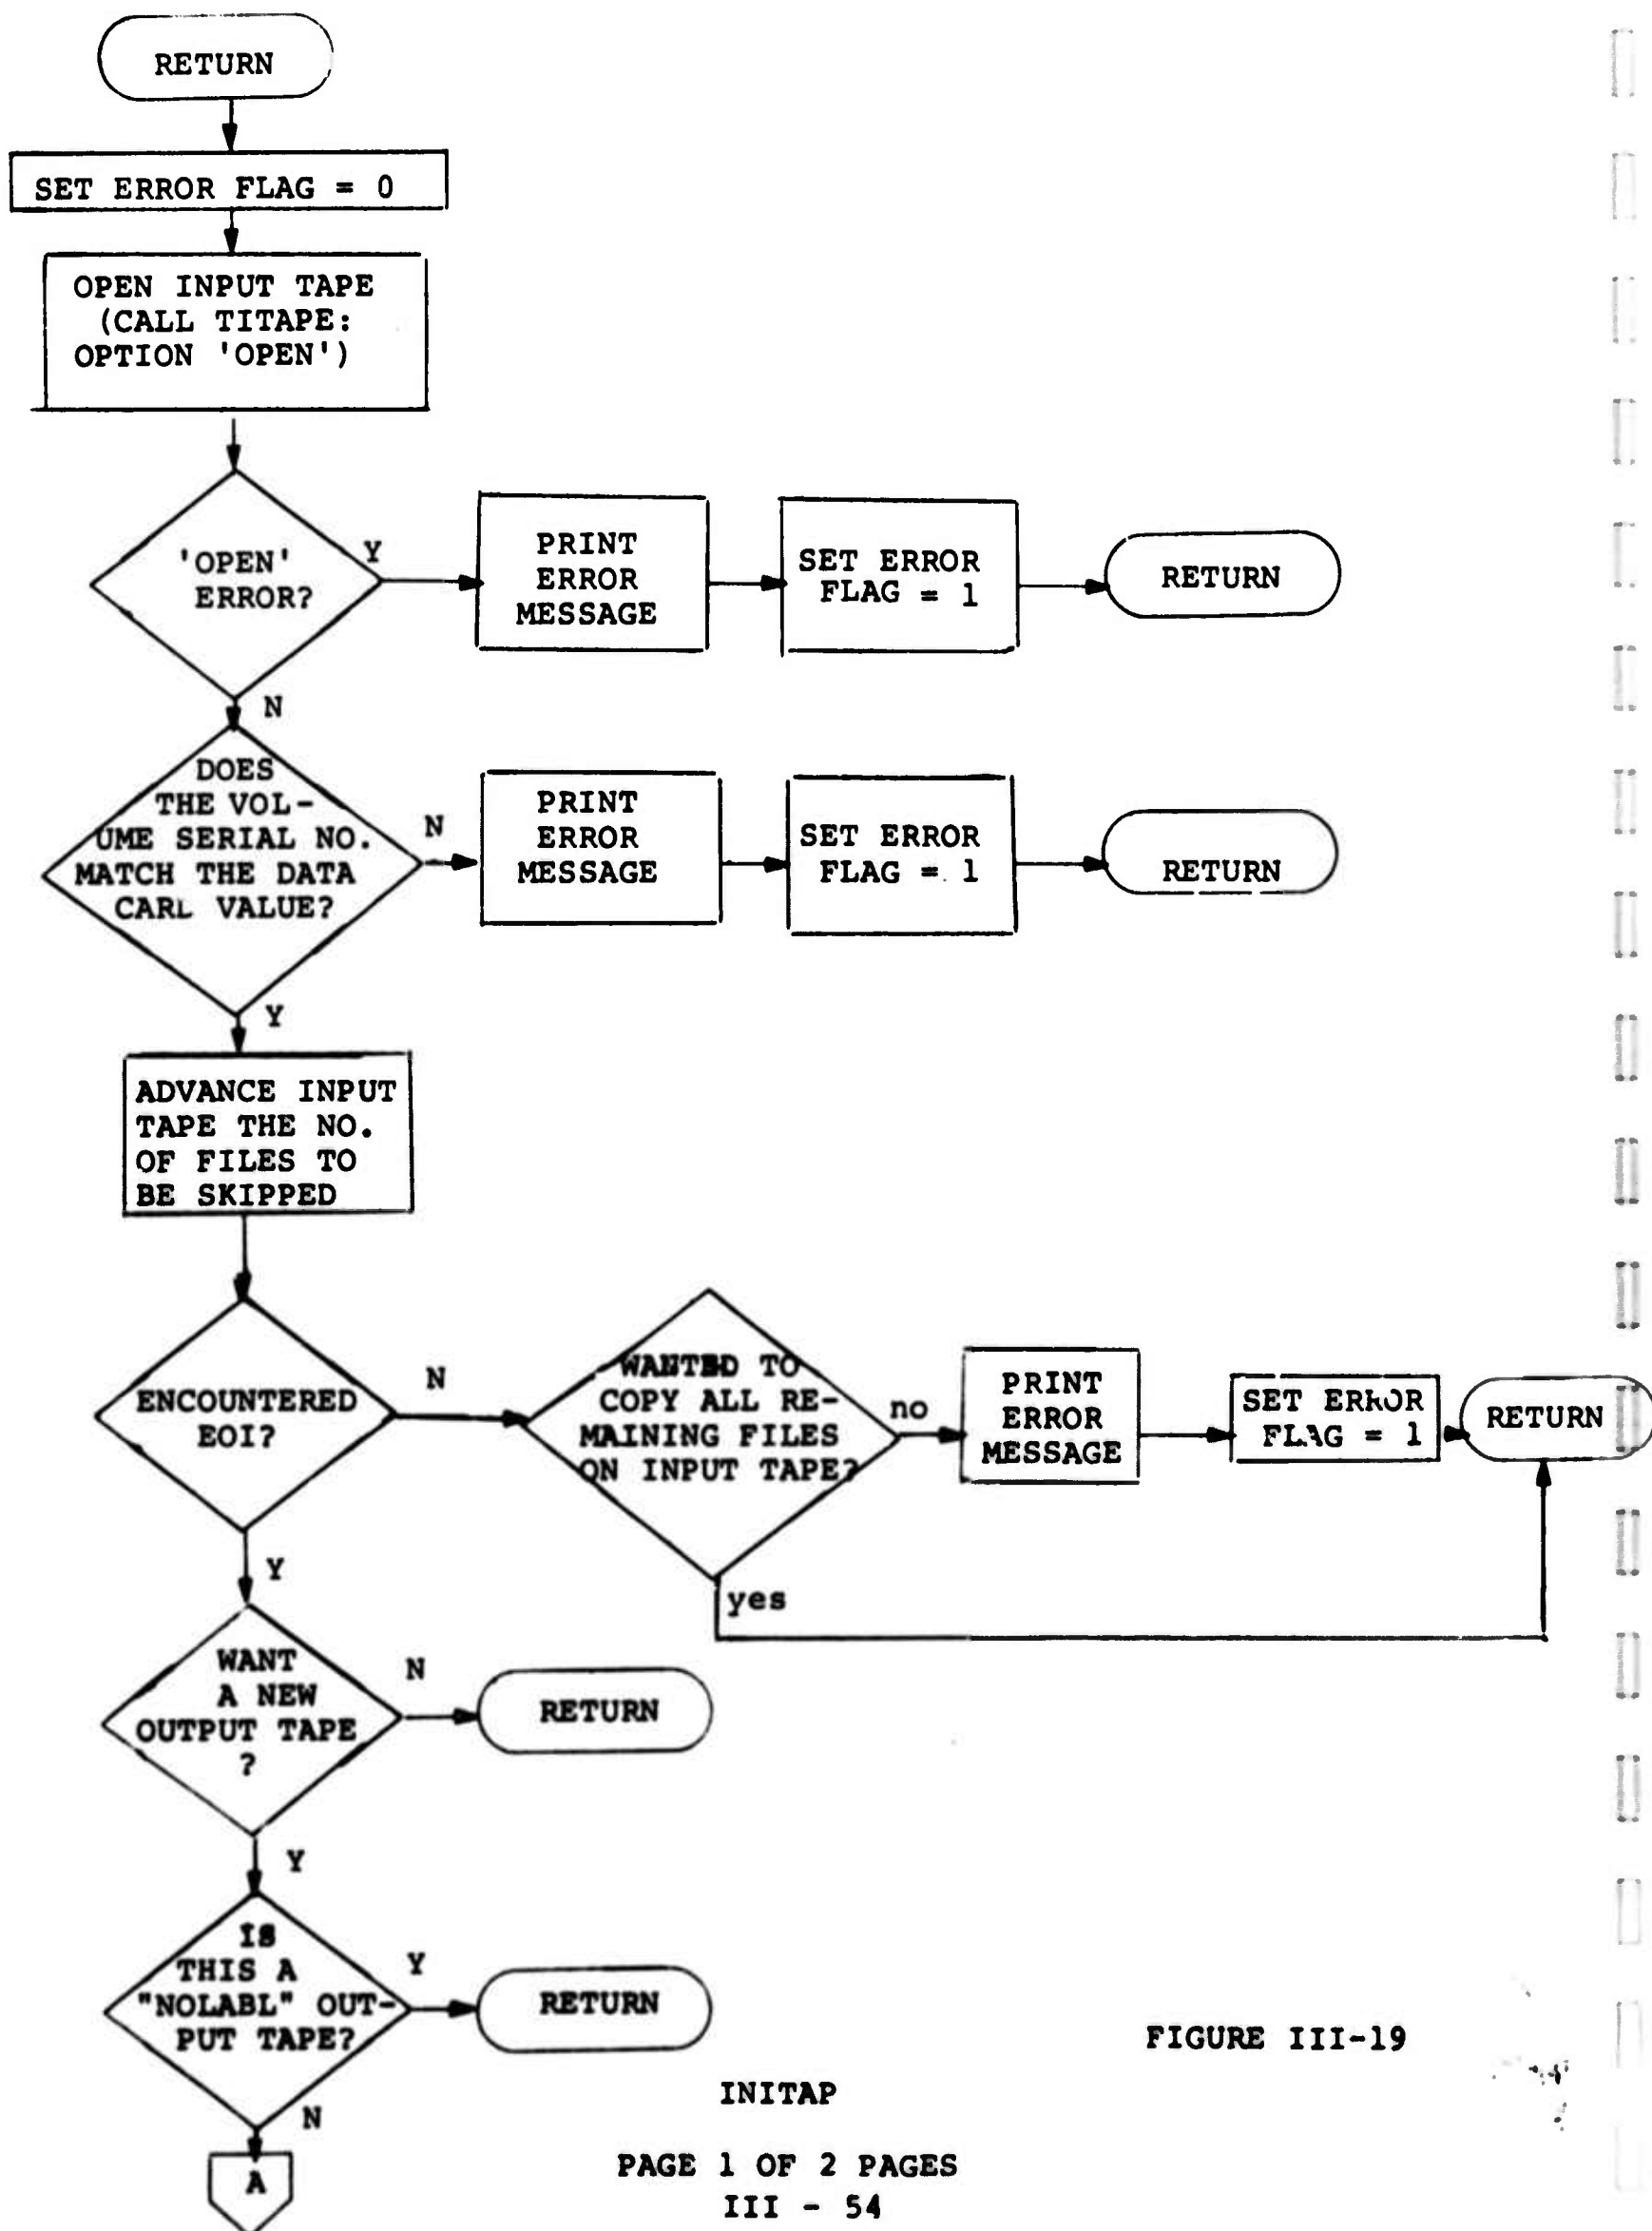 RETURN
SET ERROR FLAG = 0
OPEN INPUT TAPE
(CALL TITAPE:
OPTION 'OPEN')
'OPEN'
ERROR?
Y
PRINT
ERROR
MESSAGE
SET ERROR
FLAG = 1
RETURN
N
DOES
THE VOL-
UME SERIAL NO.
MATCH THE DATA
CARL VALUE?
N
PRINT
ERROR
MESSAGE
SET ERROR
FLAG = 1
RETURN
Y
ADVANCE INPUT
TAPE THE NO.
OF FILES TO
BE SKIPPED
ENCOUNTERED
EOI?
N
WANTED TO
COPY ALL RE-
MAINING FILES
ON INPUT TAPE?
no
PRINT
ERROR
MESSAGE
SET ERROR
FLAG = 1
RETURN
yes
Y
WANT
A NEW
OUTPUT TAPE
?
N
RETURN
Y
IS
THIS A
"NOLABL" OUT-
PUT TAPE?
Y
RETURN
N
A
FIGURE III-19
INITAP
PAGE 1 OF 2 PAGES
III - 54